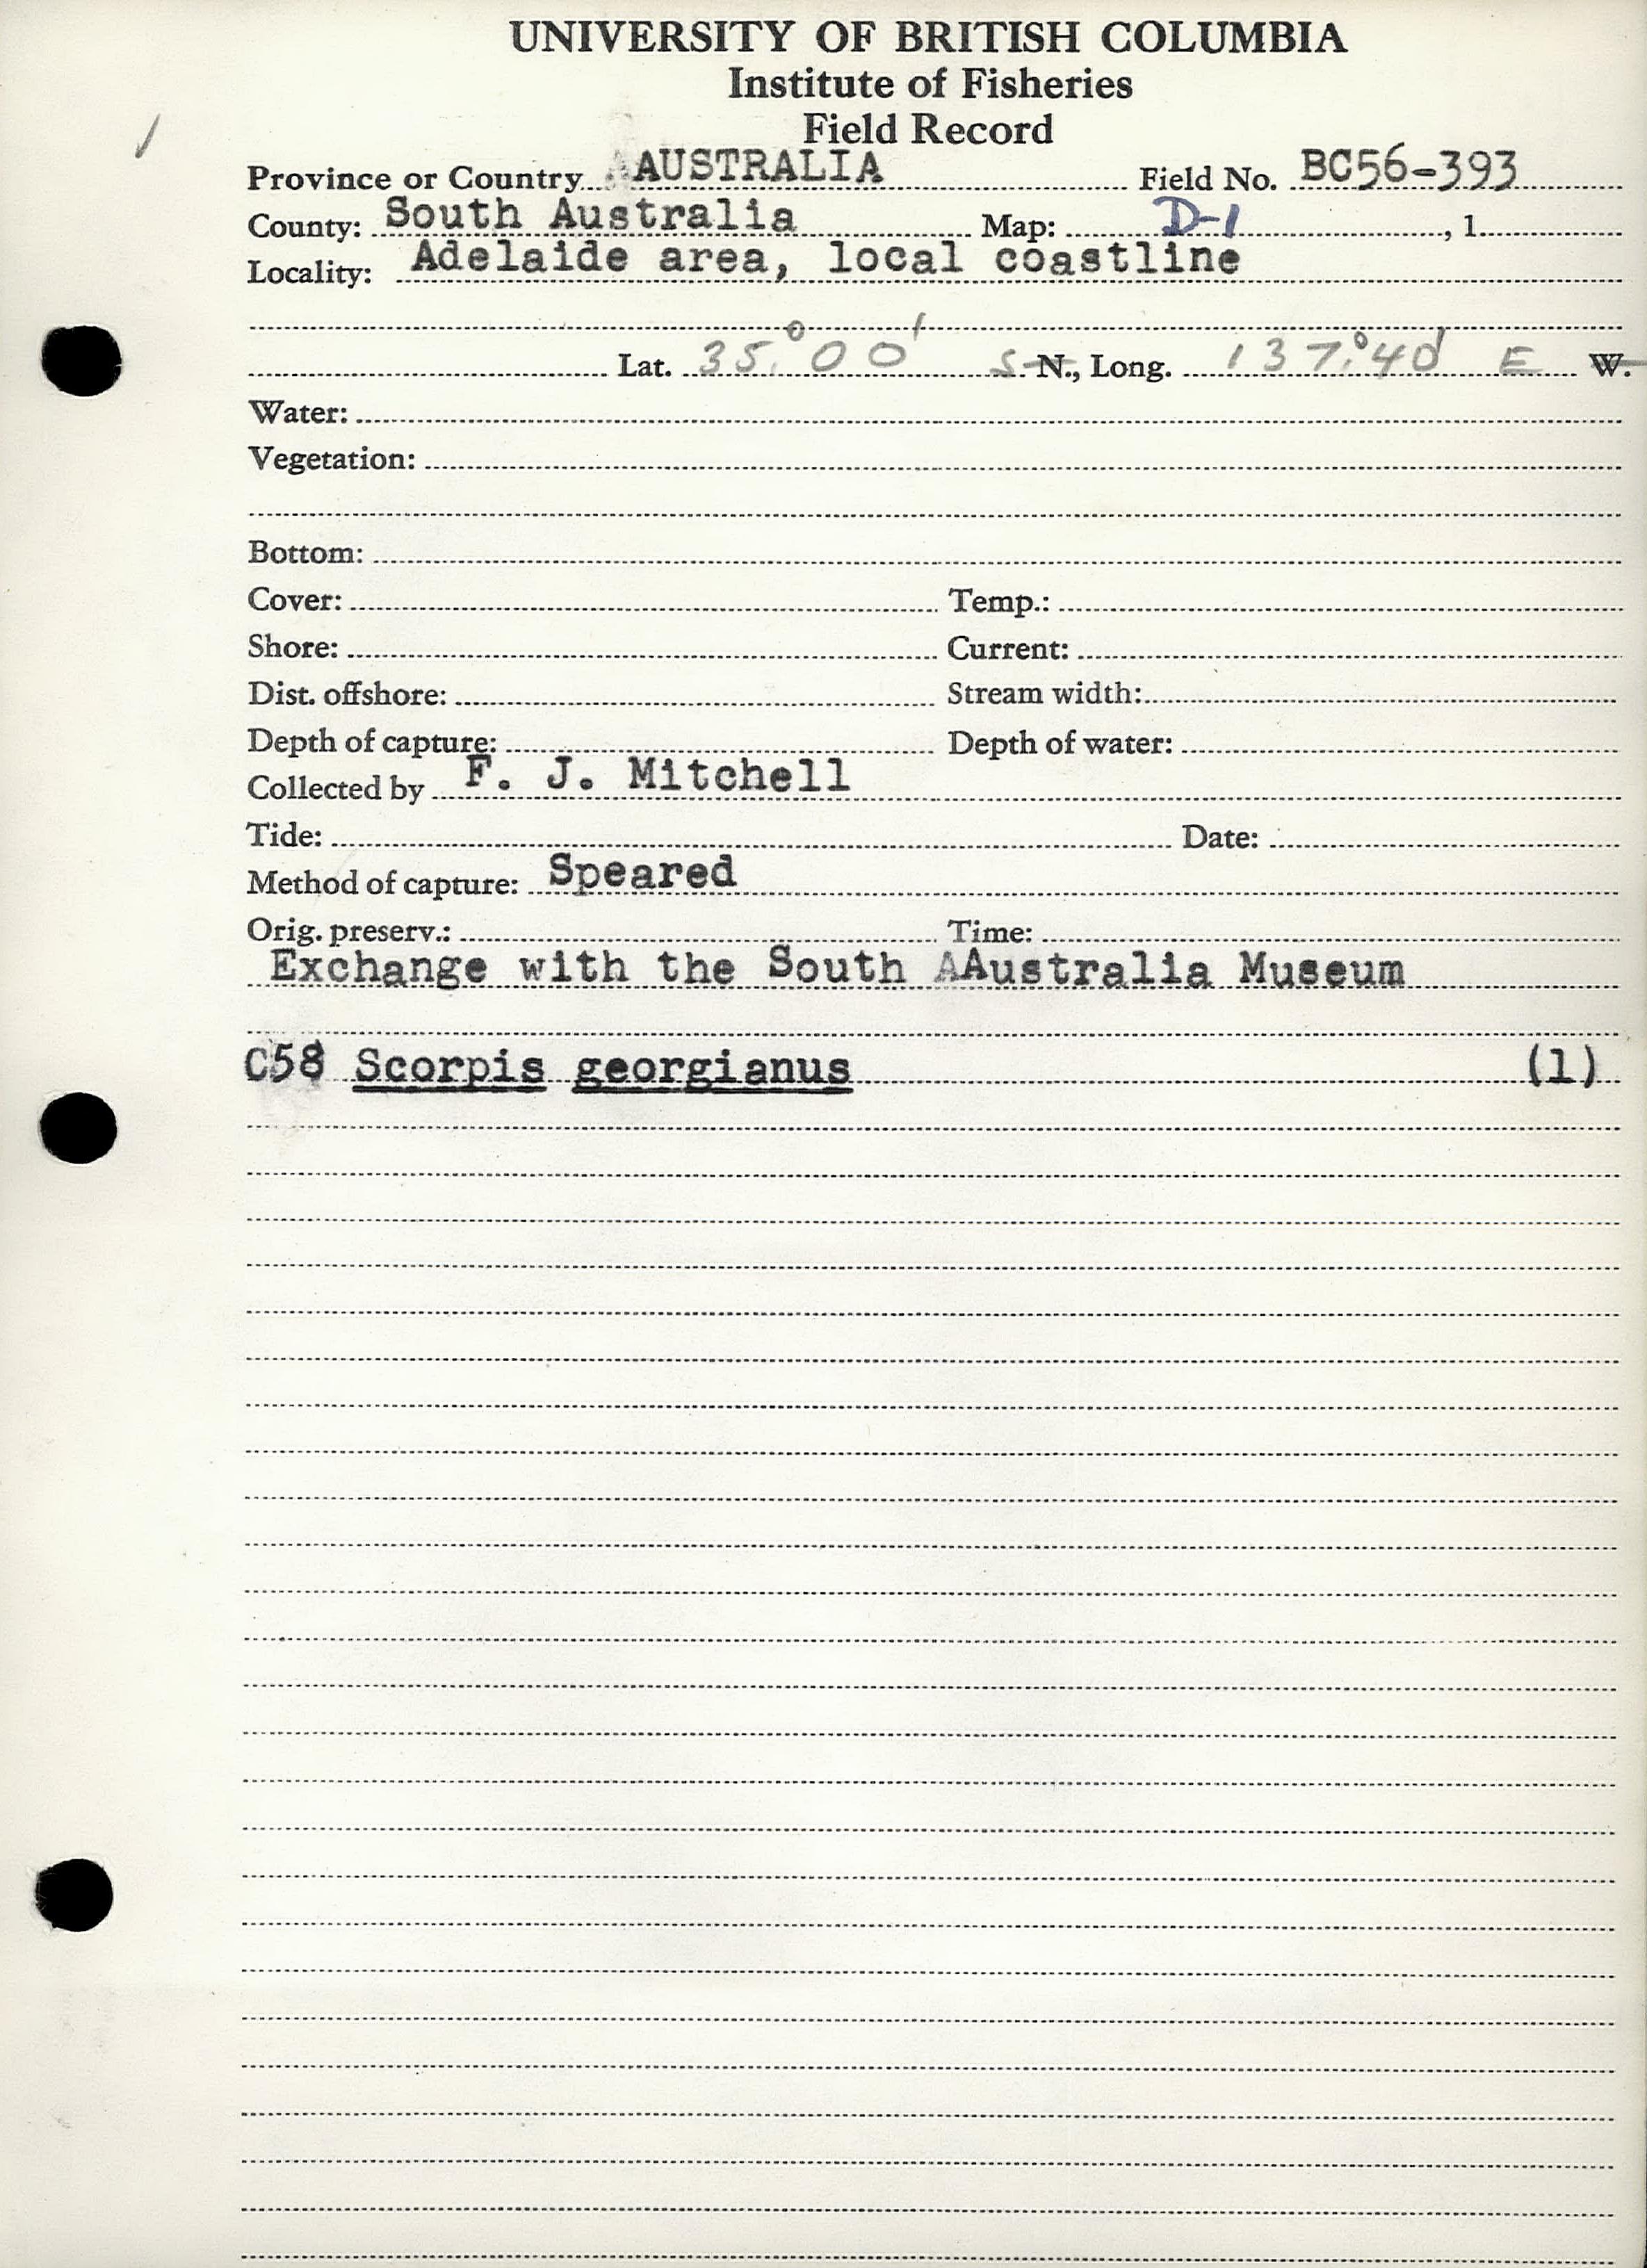 UNIVERSITY OF BRITISH COLUMBIA
Institute of Fisheries
Field Record
Province or Country AUSTRALIA Field No. BC56-393
County: South Australia Map: D-1 , 1
Locality: Adelaide area, local coastline
Lat. 35°00' S N., Long. 137°40' E W.
Water:
Vegetation:
Bottom:
Cover: Temp.:
Shore: Current:
Dist. offshore: Stream width:
Depth of capture: Depth of water:
Collected by F. J. Mitchell
Tide: Date:
Method of capture: Speared
Orig. preserv.: Time:
Exchange with the South AAustralia Museum
C58 Scorpis georgianus (1)